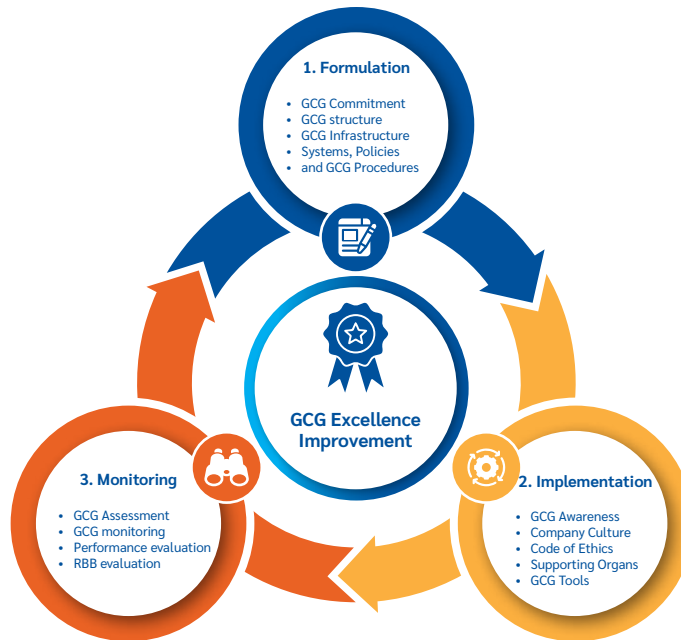 1. Formulation
• GCG Commitment
• GCG structure
• GCG Infrastructure
• Systems, Policies
• and GCG Procedures
GCG Excellence
Improvement
3. Monitoring
• GCG Assessment
• GCG monitoring
• Performance evaluation
• RBB evaluation
2. Implementation
• GCG Awareness
• Company Culture
• Code of Ethics
• Supporting Organs
• GCG Tools